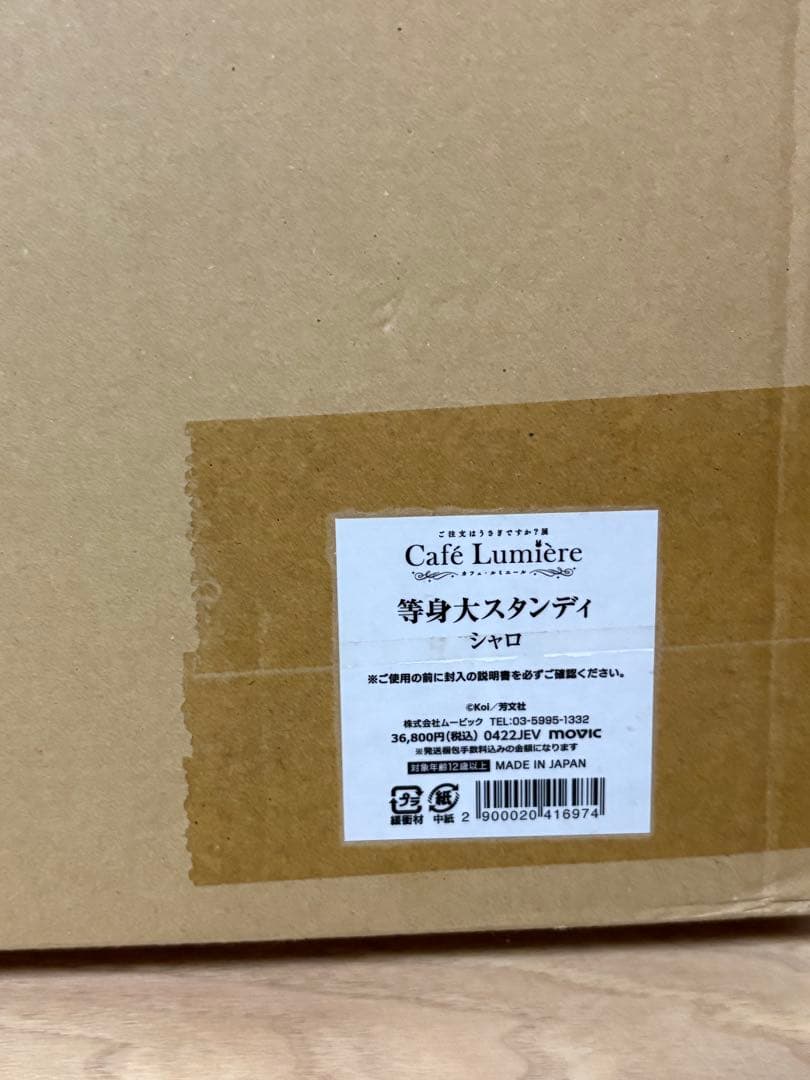 ご注文はうさぎですか?展
Café Lumière
カフェ・ルミエール
等身大スタンディ
シャロ
※ご使用の前に封入の説明書を必ずご確認ください。
©Koi/芳文社
株式会社ムービック TEL:03-5995-1332
36,800円(税込) 0422JEV movic
※発送梱包手数料込みの金額になります
対象年齢12歳以上 MADE IN JAPAN
プラ 紙
緩衝材 中紙 2 900020 416974